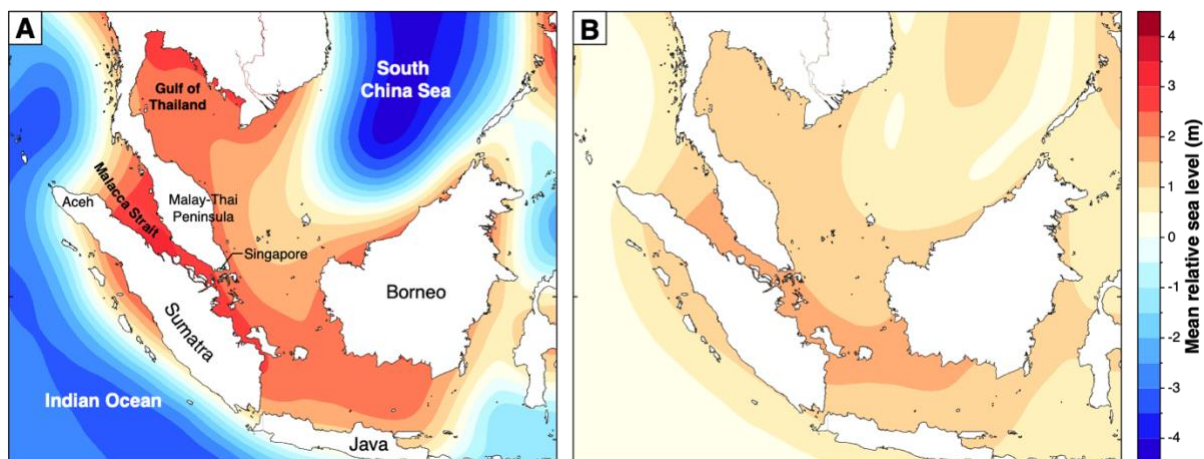 A
South
China Sea
Gulf of
Thailand
Malacca Strait
Aceh
Malay-Thai
Peninsula
Singapore
Borneo
Sumatra
Indian Ocean
Java
B
4
3
2
1
0
-1
-2
-3
-4
Mean relative sea level (m)